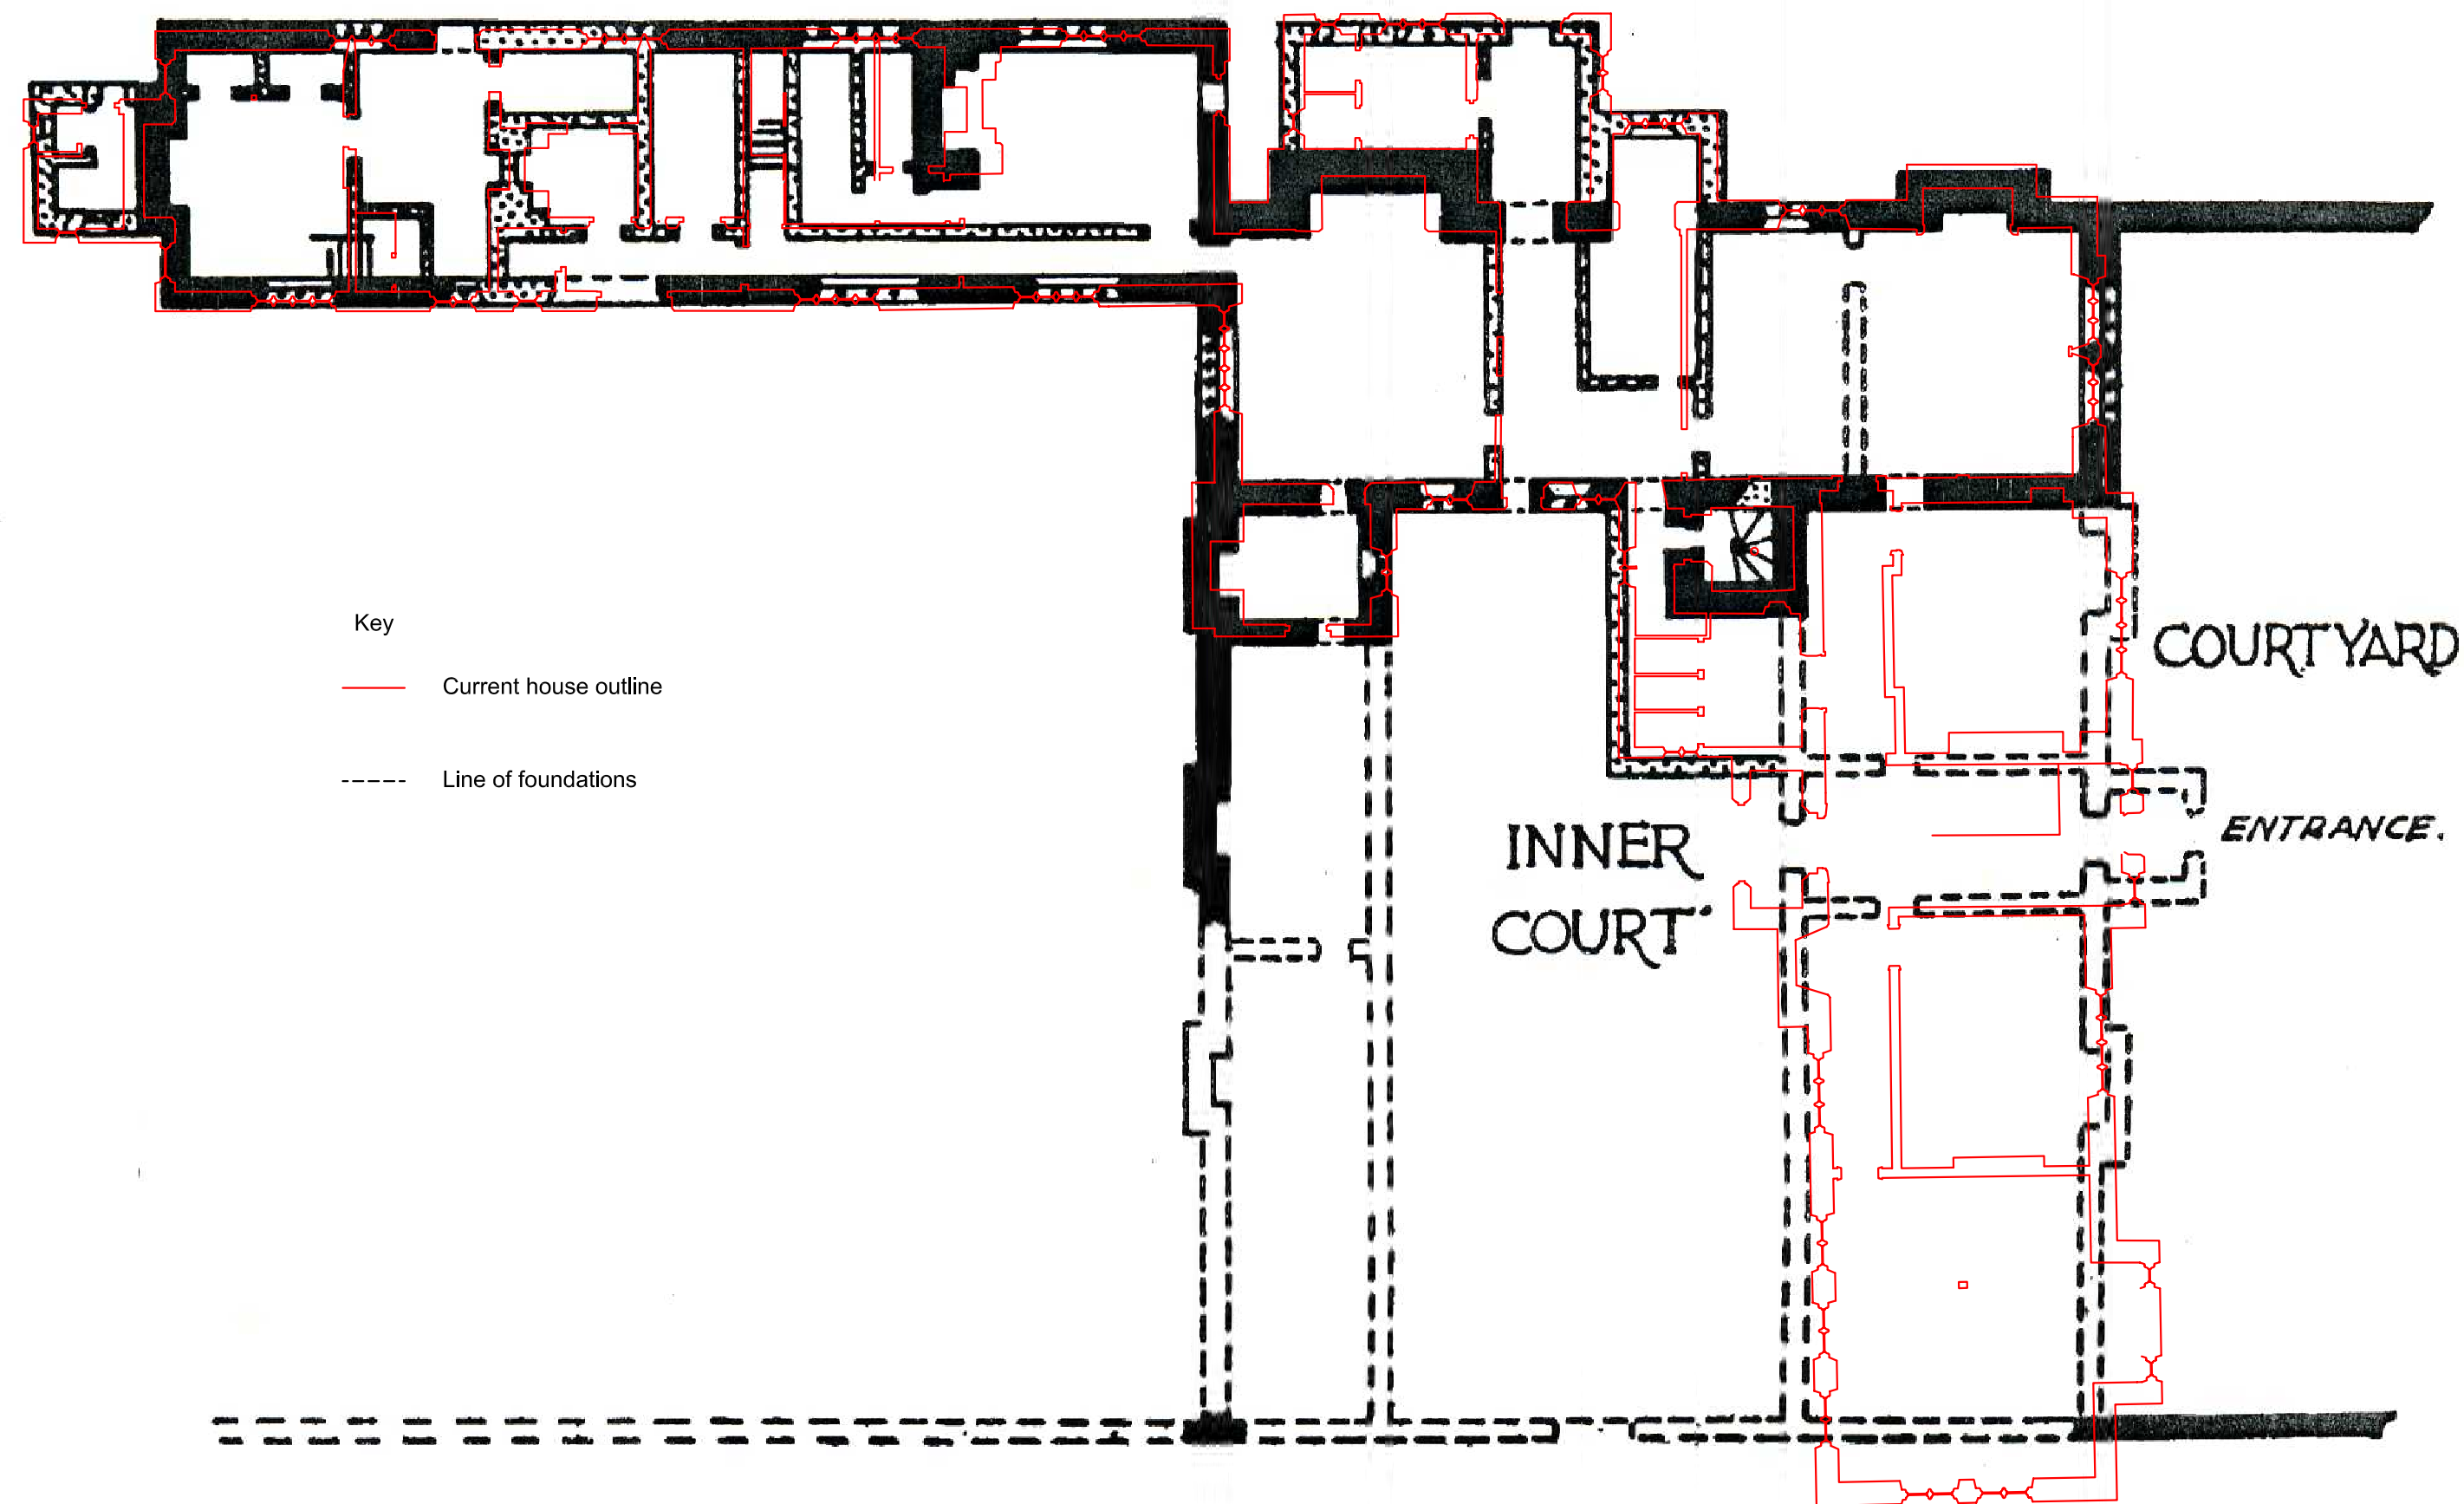 Key
Current house outline
Line of foundations
COURTYARD
ENTRANCE.
INNER
COURT